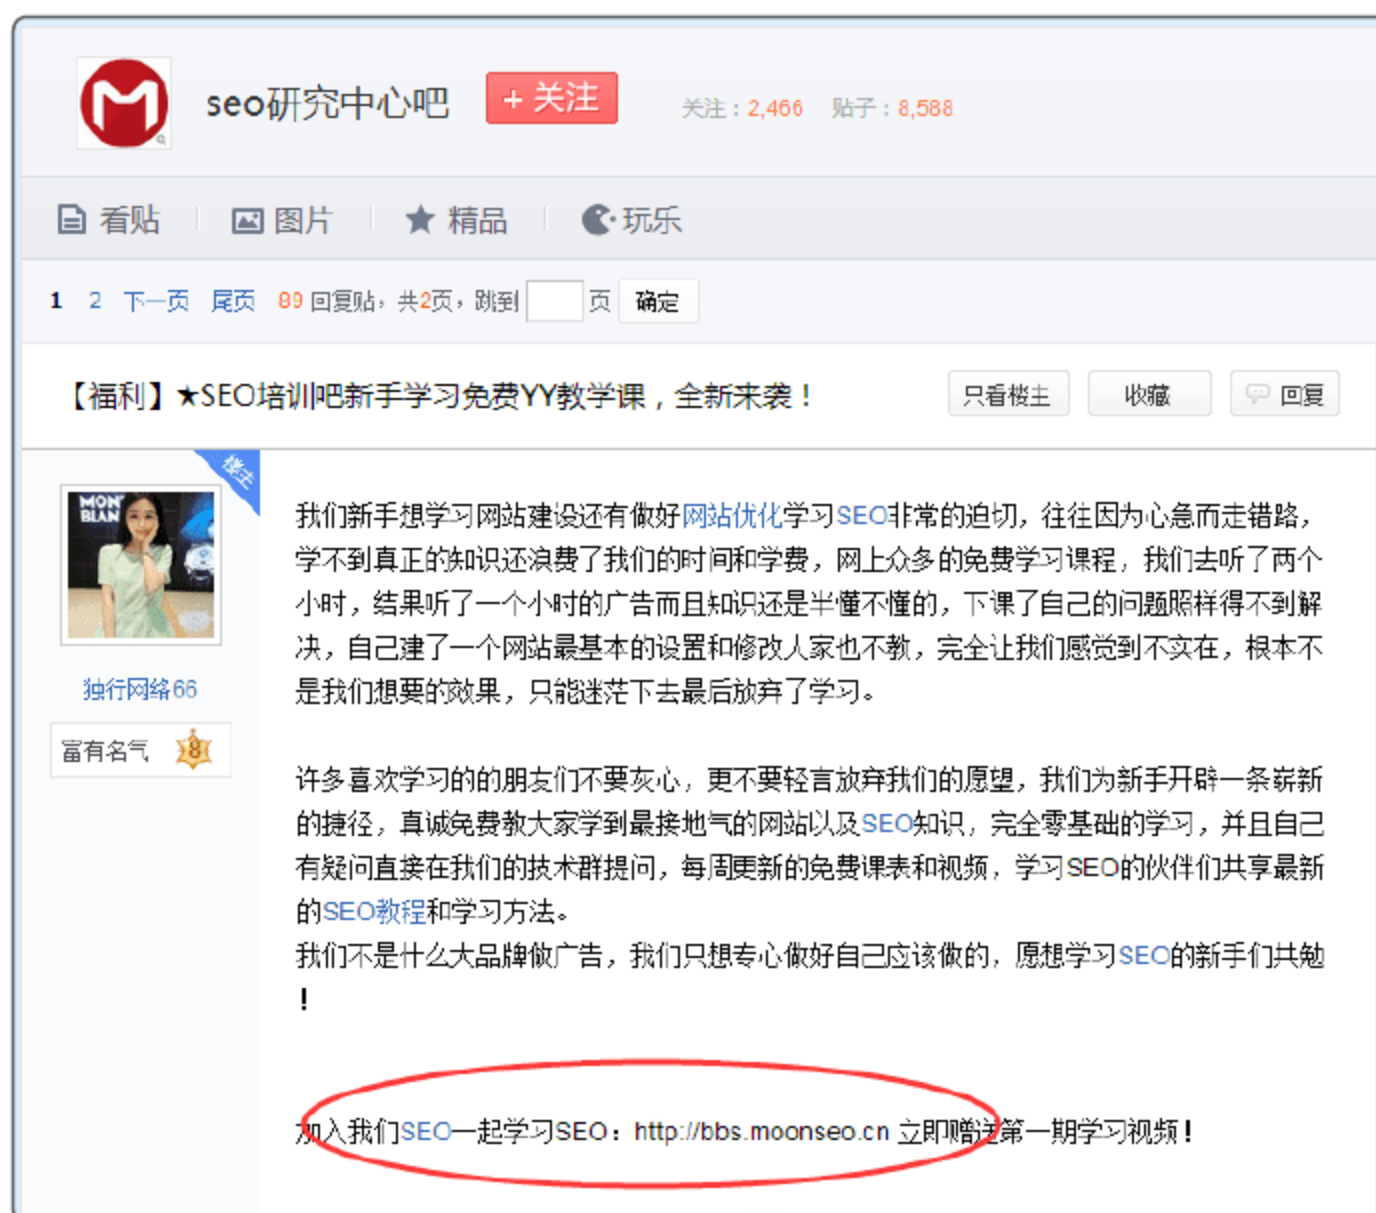 seo研究中心吧 + 关注 关注：2,466 贴子：8,588
看贴 图片 精品 玩乐
1 2 下一页 尾页 89回复贴，共2页，跳到 页 确定
【福利】★SEO培训吧新手学习免费YY教学课，全新来袭！ 只看楼主 收藏 回复
楼主
MON
BLAN
独行网络66
富有名气 8
我们新手想学习网站建设还有做好网站优化学习SEO非常的迫切，往往因为心急而走错路，
学不到真正的知识还浪费了我们的时间和学费，网上众多的免费学习课程，我们去听了两个
小时，结果听了一个小时的广告而且知识还是半懂不懂的，下课了自己的问题照样得不到解
决，自己建了一个网站最基本的设置和修改人家也不教，完全让我们感觉到不实在，根本不
是我们想要的效果，只能迷茫下去最后放弃了学习。
许多喜欢学习的的朋友们不要灰心，更不要轻言放弃我们的愿望，我们为新手开辟一条崭新
的捷径，真诚免费教大家学到最接地气的网站以及SEO知识，完全零基础的学习，并且自己
有疑问直接在我们的技术群提问，每周更新的免费课表和视频，学习SEO的伙伴们共享最新
的SEO教程和学习方法。
我们不是什么大品牌做广告，我们只想专心做好自己应该做的，愿想学习SEO的新手们共勉
！
加入我们SEO一起学习SEO：http://bbs.moonseo.cn 立即赠送第一期学习视频！